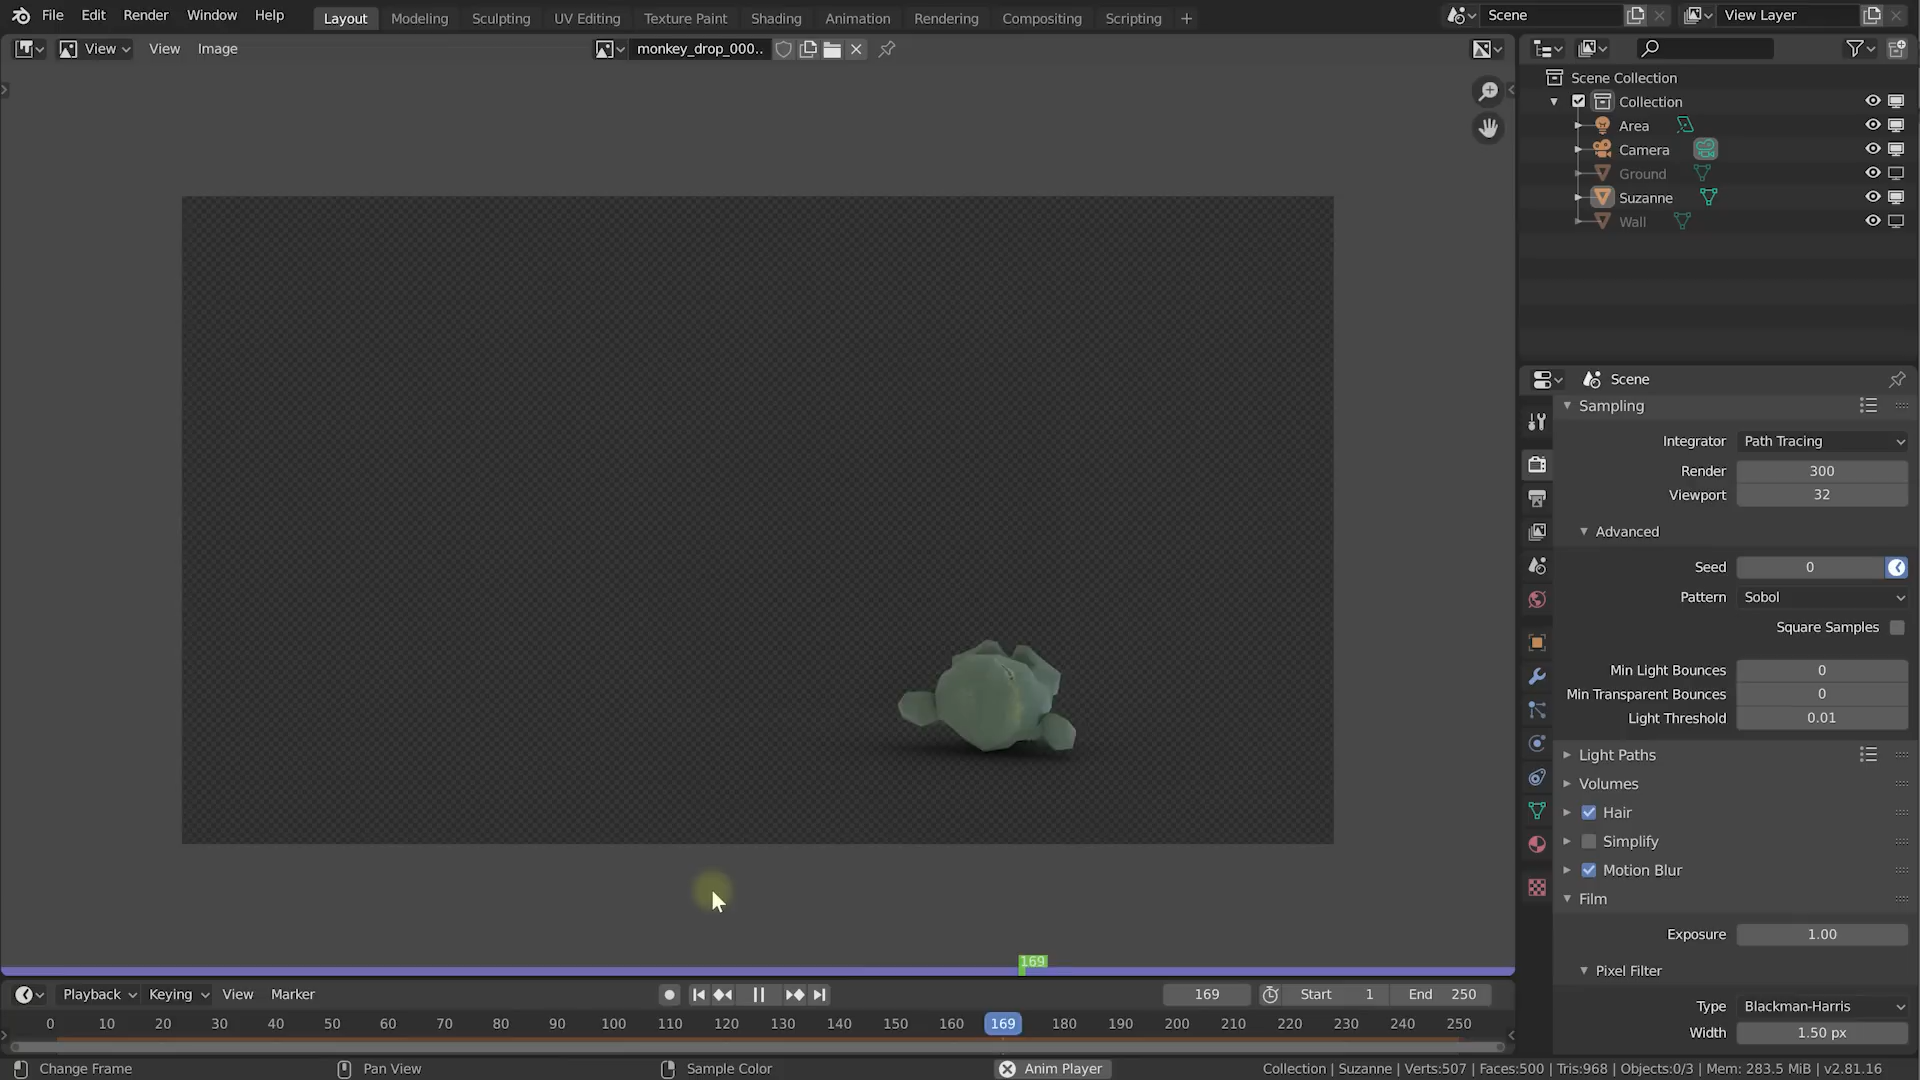 File Edit Render Window Help Layout Modeling Sculpting UV Editing Texture Paint Shading Animation Rendering Compositing Scripting + Scene View Layer
View View Image monkey_drop_000..
Scene Collection
Collection
Area
Camera
Ground
Suzanne
Wall
Scene
Sampling
Integrator Path Tracing
Render 300
Viewport 32
Advanced
Seed 0
Pattern Sobol
Square Samples
Min Light Bounces 0
Min Transparent Bounces 0
Light Threshold 0.01
Light Paths
Volumes
Hair
Simplify
Motion Blur
Film
Exposure 1.00
Pixel Filter
Type Blackman-Harris
Width 1.50 px
169
Playback Keying View Marker 169 Start 1 End 250
0 10 20 30 40 50 60 70 80 90 100 110 120 130 140 150 160 169 180 190 200 210 220 230 240 250
Change Frame Pan View Sample Color Anim Player Collection | Suzanne | Verts:507 | Faces:500 | Tris:968 | Objects:0/3 | Mem: 283.5 MiB | v2.81.16